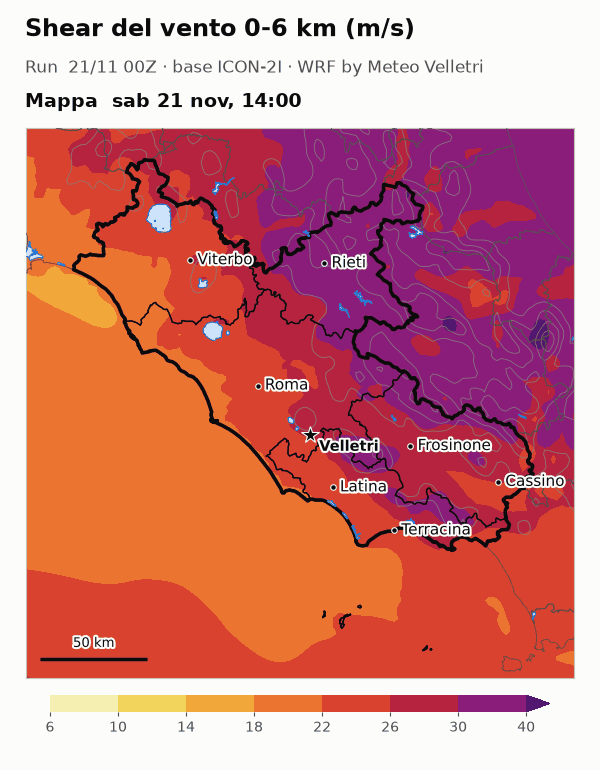 Shear del vento 0-6 km (m/s)
Run 21/11 00Z · base ICON-2I · WRF by Meteo Velletri
Mappa sab 21 nov, 14:00
Viterbo
Rieti
Roma
Velletri
Frosinone
Latina
Cassino
Terracina
50 km
6 10 14 18 22 26 30 40